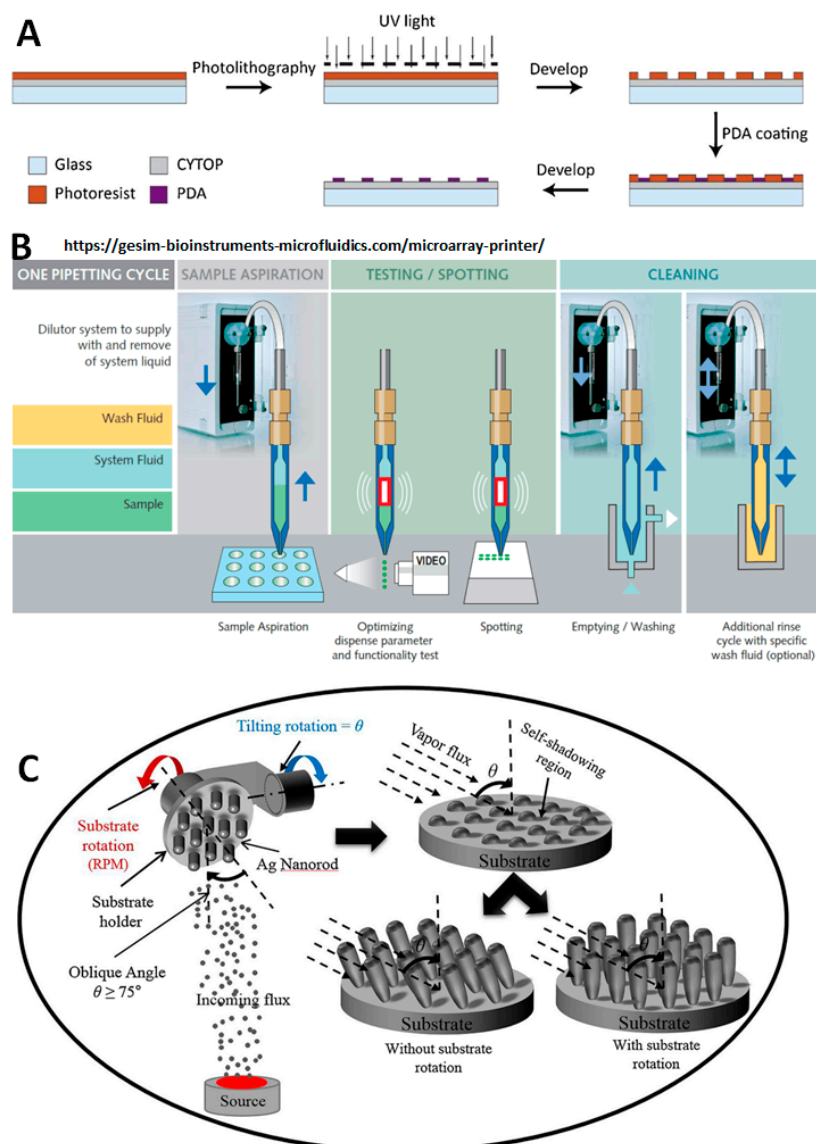 A
UV light
Photolithography
Develop
PDA coating
Develop
Glass
CYTOP
Photoresist
PDA
B
https://gesim-bioinstruments-microfluidics.com/microarray-printer/
ONE PIPETTING CYCLE
SAMPLE ASPIRATION
TESTING / SPOTTING
CLEANING
Dilutor system to supply
with and remove
of system liquid
Wash Fluid
System Fluid
Sample
VIDEO
Sample Aspiration
Optimizing
dispense parameter
and functionality test
Spotting
Emptying / Washing
Additional rinse
cycle with specific
wash fluid (optional)
C
Tilting rotation = θ
Substrate
rotation
(RPM)
Ag Nanorod
Substrate
holder
Oblique Angle
θ ≥ 75°
Incoming flux
Source
Vapor flux
θ
Self-shadowing
region
Substrate
θ
Substrate
Without substrate
rotation
θ
Substrate
With substrate
rotation